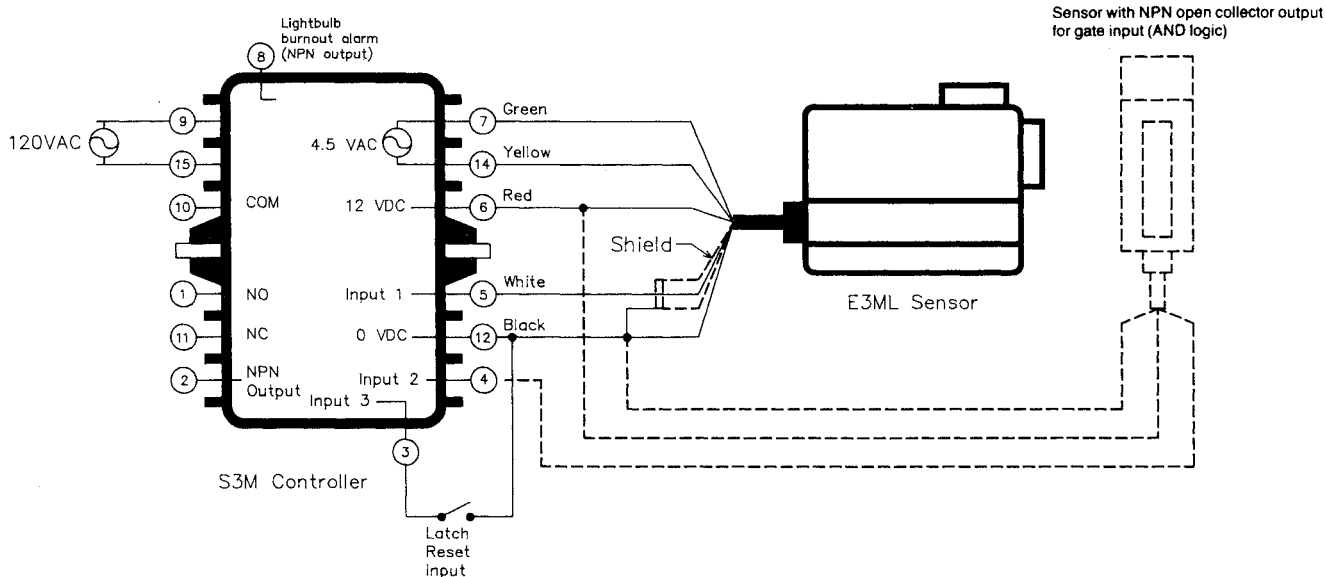 Sensor with NPN open collector output
for gate input (AND logic)
Lightbulb
burnout alarm
(NPN output)
8
120VAC
9
15
10
COM
1
NO
11
NC
2
NPN
Output
4.5 VAC
12 VDC
Input 1
0 VDC
Input 2
Input 3
7
Green
14
Yellow
6
Red
Shield
5
White
12
Black
4
3
E3ML Sensor
S3M Controller
Latch
Reset
input